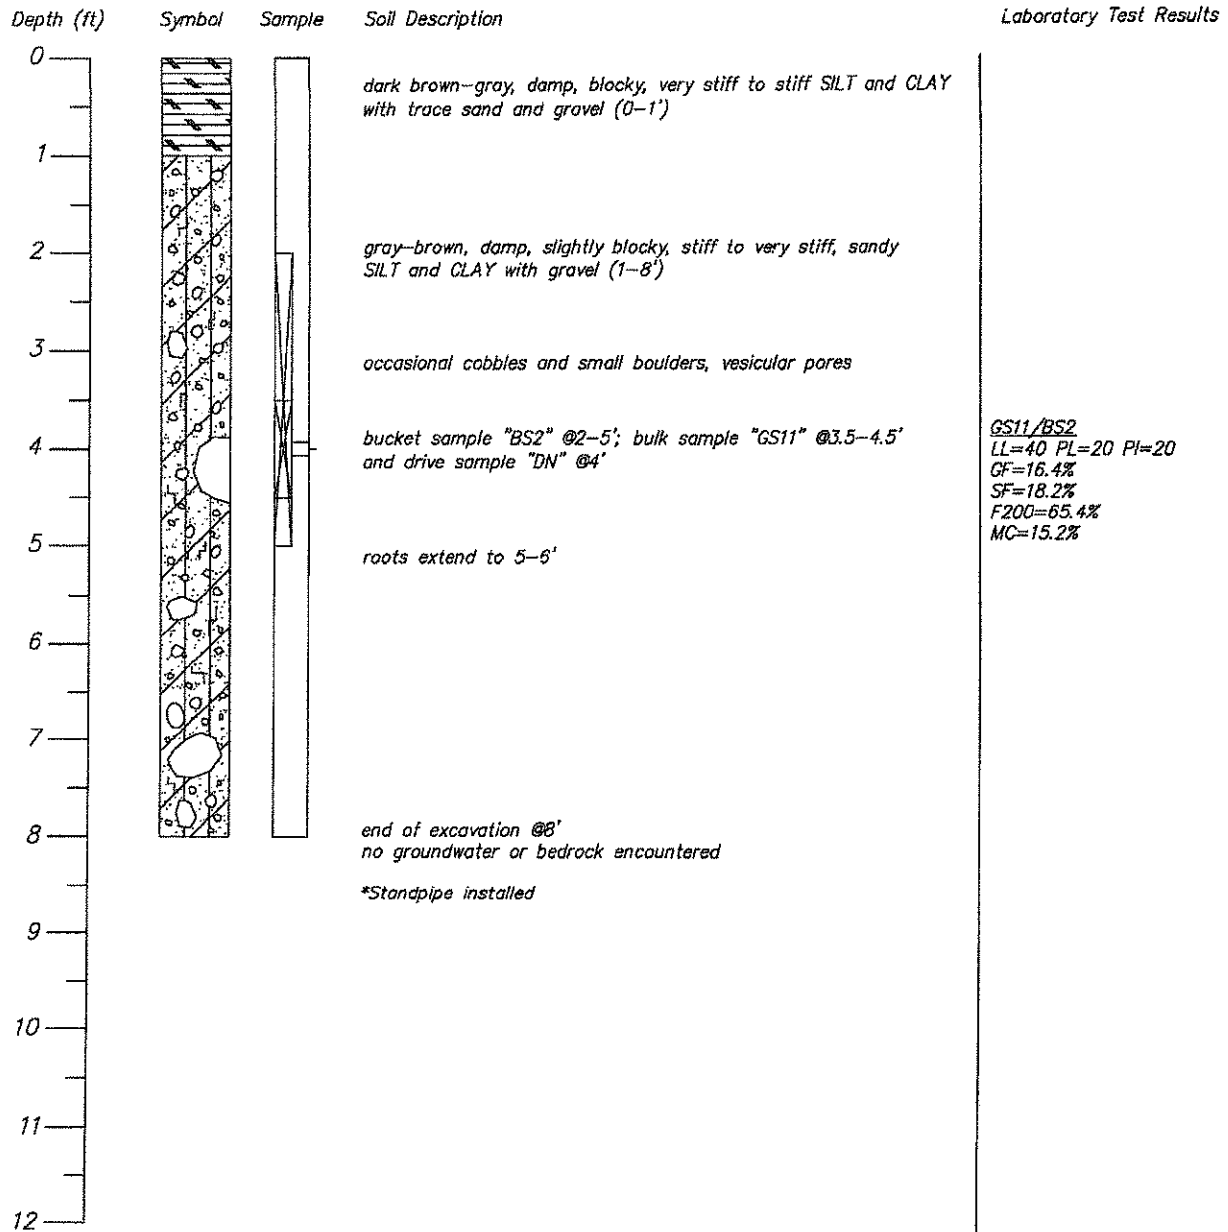 Depth (ft) Symbol Sample Soil Description Laboratory Test Results
0
dark brown-gray, damp, blocky, very stiff to stiff SILT and CLAY
with trace sand and gravel (0-1')
1
2
gray-brown, damp, slightly blocky, stiff to very stiff, sandy
SILT and CLAY with gravel (1-8')
3
occasional cobbles and small boulders, vesicular pores
4
bucket sample "BS2" @2-5'; bulk sample "GS11" @3.5-4.5'
and drive sample "DN" @4'
GS11/BS2
LL=40 PL=20 PI=20
GF=16.4%
SF=18.2%
F200=65.4%
MC=15.2%
5
roots extend to 5-6'
6
7
8
end of excavation @8'
no groundwater or bedrock encountered
*Standpipe installed
9
10
11
12